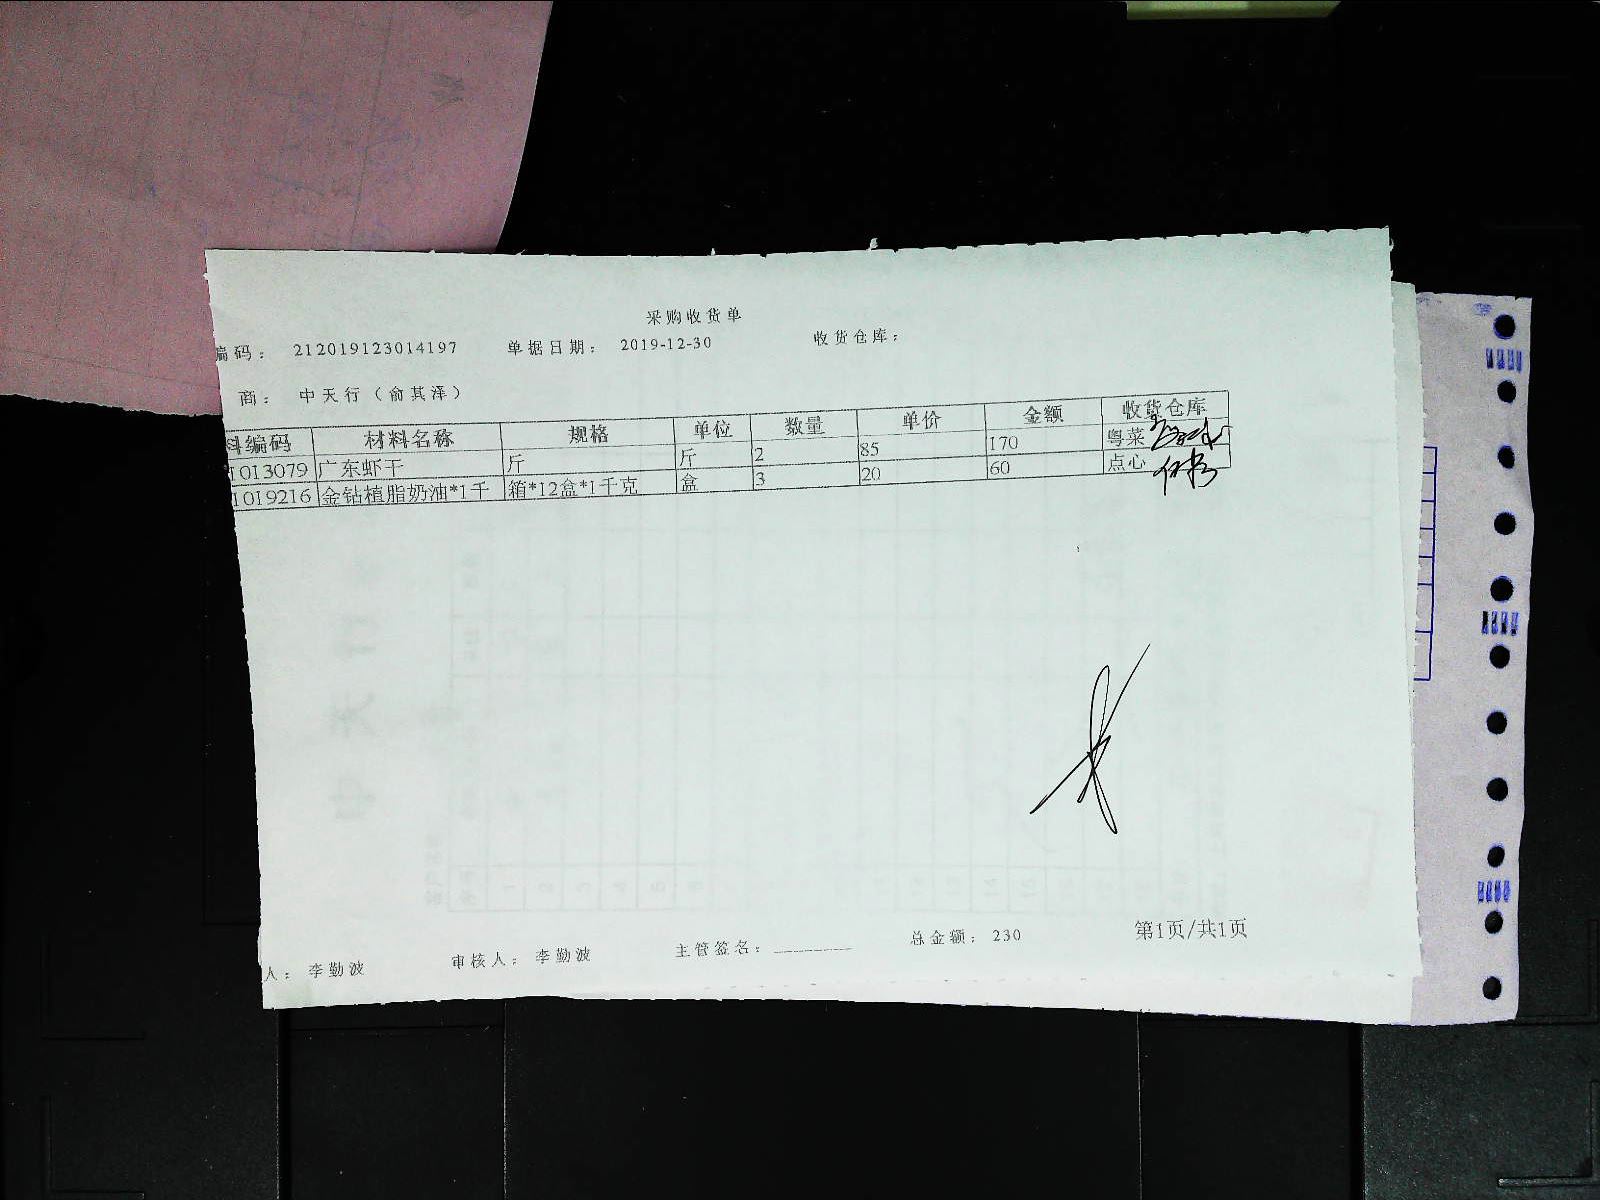 采购收货单
编码： 212019123014197 单据日期： 2019-12-30 收货仓库：
商： 中天行（俞其泽）
料编码 材料名称 规格 单位 数量 单价 金额 收货仓库
1013079 广东虾干 斤 斤 2 85 170 粤菜
1019216 金钻植脂奶油*1千 箱*12盒*1千克 盒 3 20 60 点心
人： 李勤波 审核人： 李勤波 主管签名： 总金额： 230 第1页/共1页